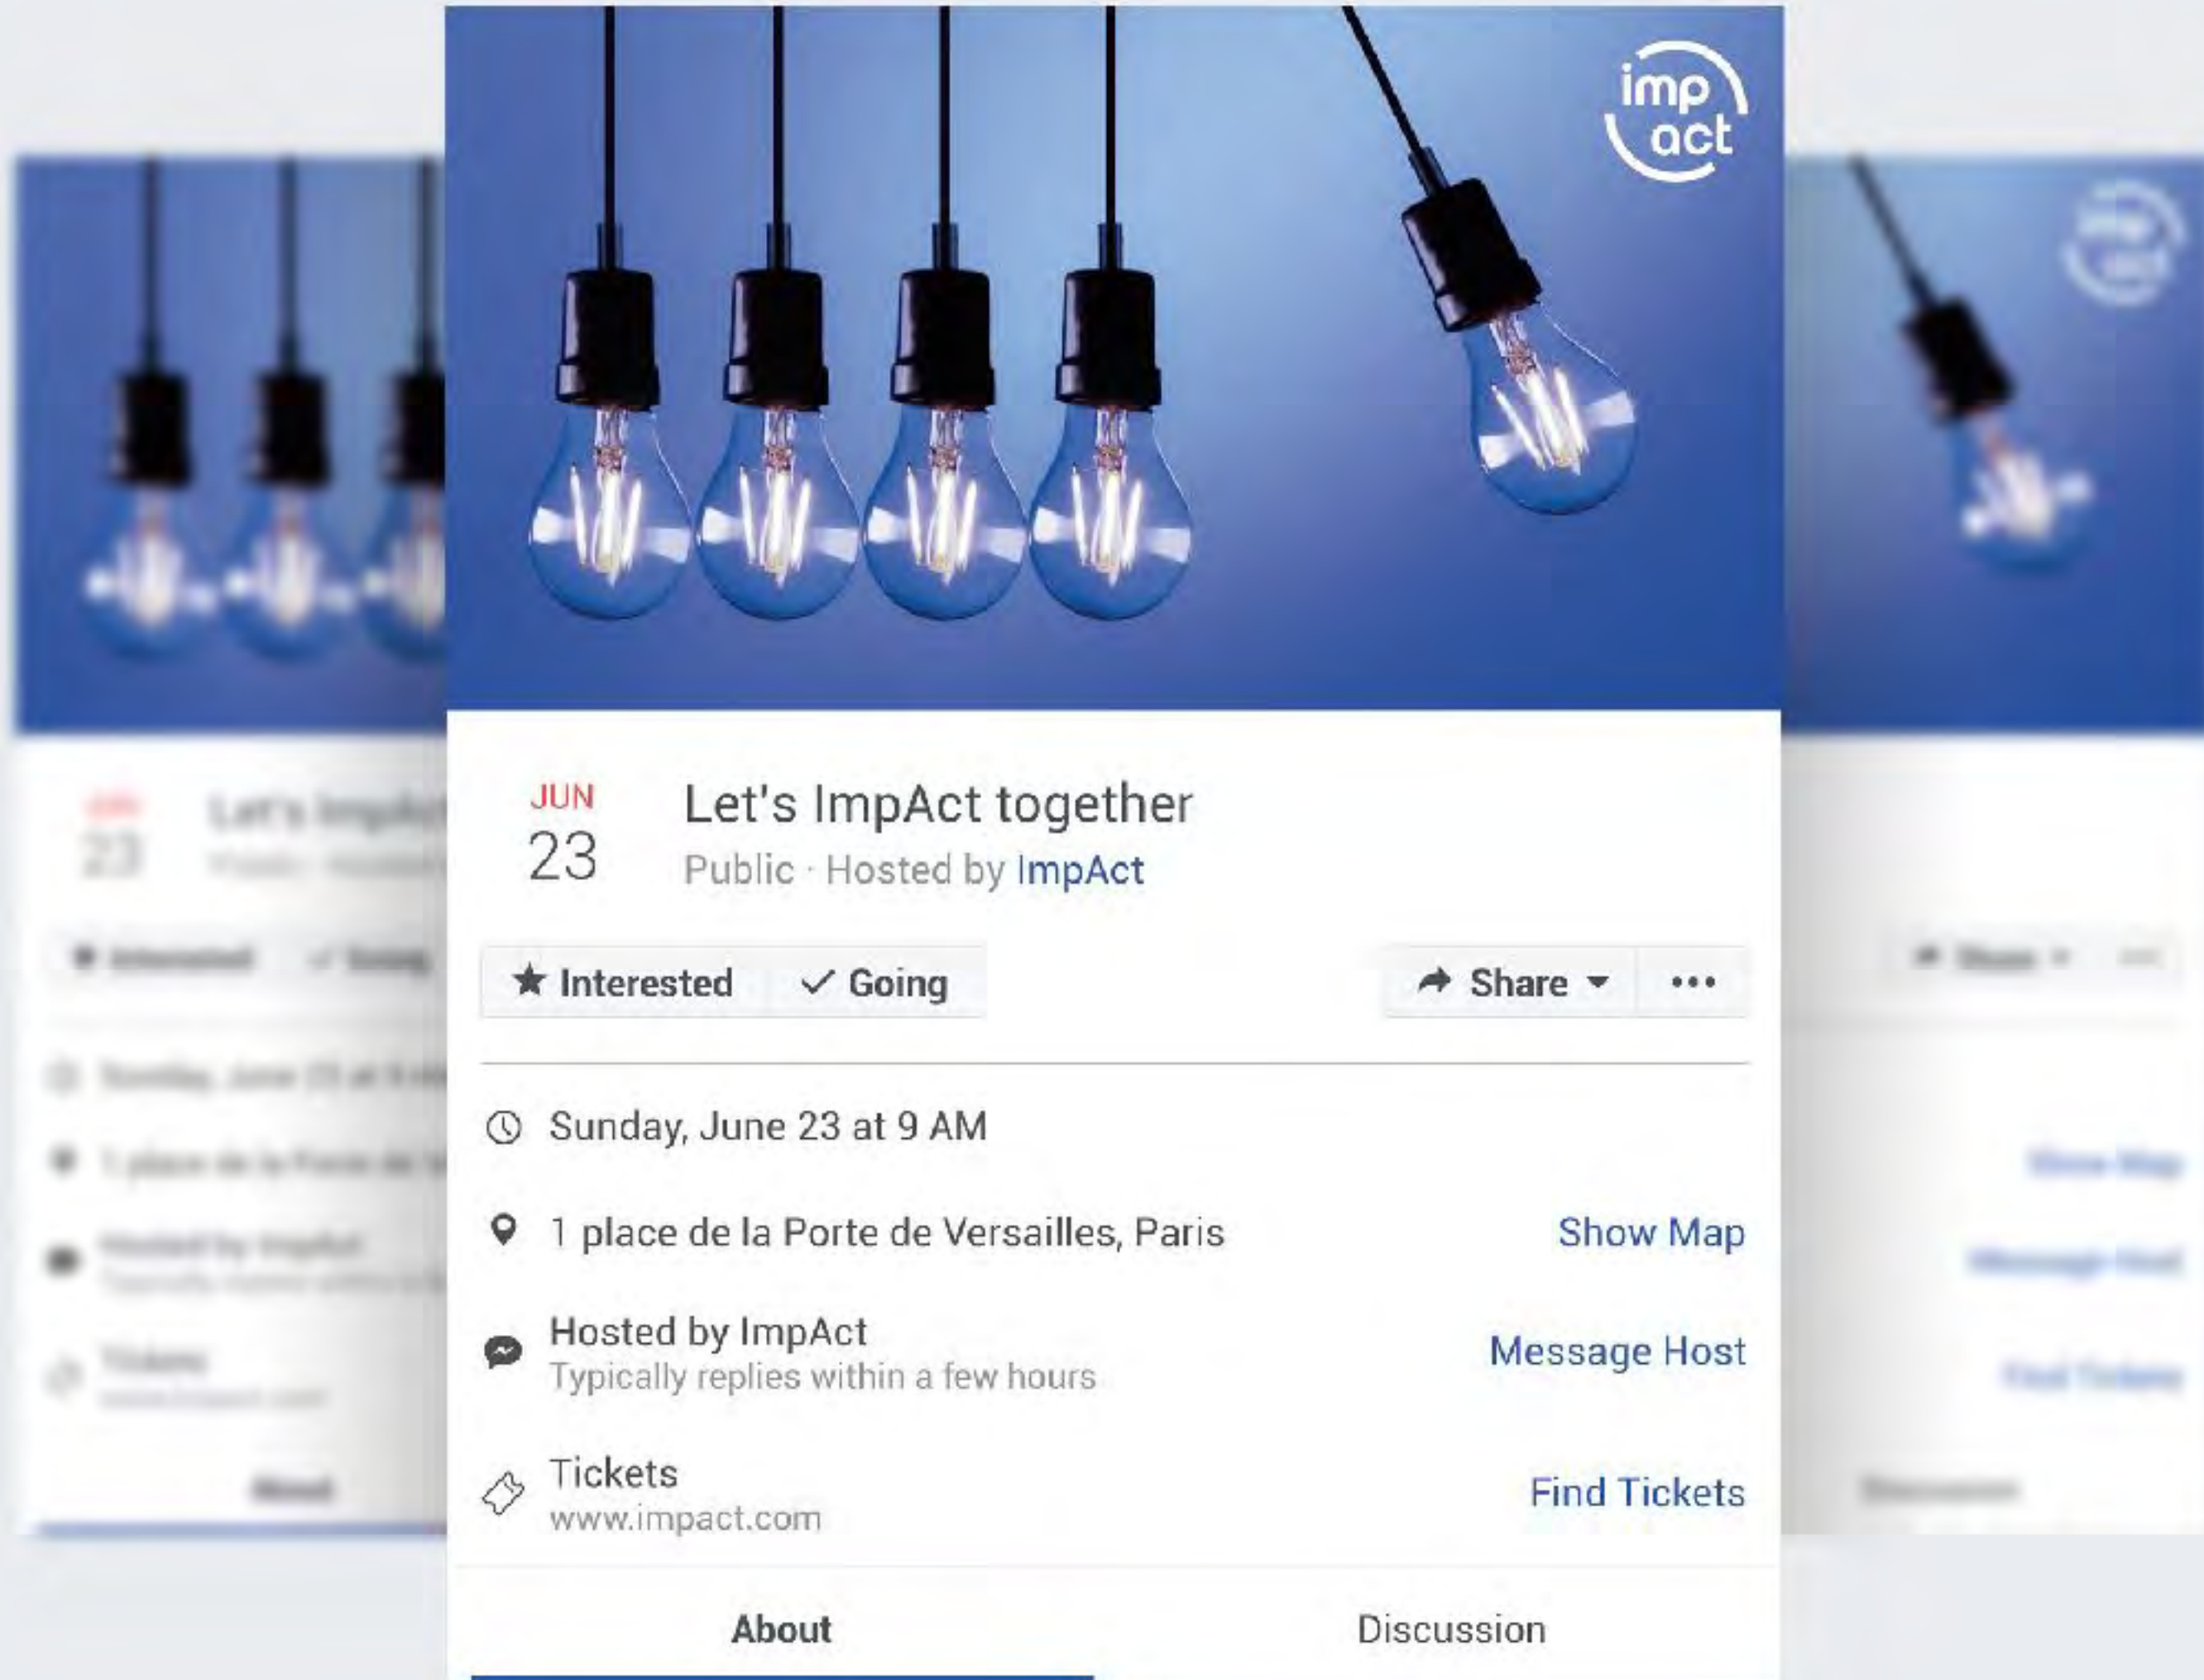 imp
act
JUN
23
Let's ImpAct together
Public · Hosted by ImpAct
Interested
Going
Share
Sunday, June 23 at 9 AM
1 place de la Porte de Versailles, Paris
Show Map
Hosted by ImpAct
Typically replies within a few hours
Message Host
Tickets
www.impact.com
Find Tickets
About
Discussion